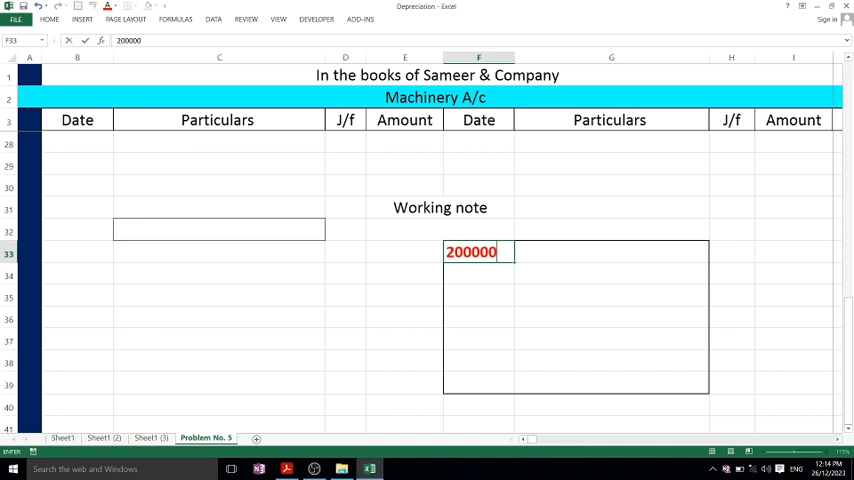 Depreciation - Excel
Sign in
FILE HOME INSERT PAGE LAYOUT FORMULAS DATA REVIEW VIEW DEVELOPER ADD-INS
F33 fx 200000
A B C D E F G H I
1 In the books of Sameer & Company
2 Machinery A/c
3 Date Particulars J/f Amount Date Particulars J/f Amount
28
29
30
31 Working note
32
33 200000
34
35
36
37
38
39
40
41
Sheet1 Sheet1 (2) Sheet1 (3) Problem No. 5
ENTER 115%
Search the web and Windows
ENG
12:14 PM
26/12/2023